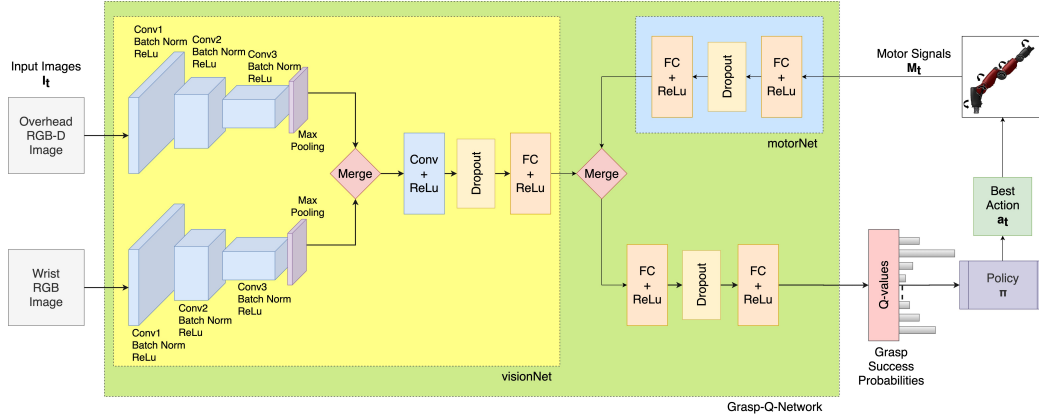 Input Images
I_t
Overhead
RGB-D
Image
Wrist
RGB
Image
Conv1
Batch Norm
ReLu
Conv2
Batch Norm
ReLu
Conv3
Batch Norm
ReLu
Max
Pooling
Conv1
Batch Norm
ReLu
Conv2
Batch Norm
ReLu
Conv3
Batch Norm
ReLu
Max
Pooling
Merge
Conv
+
ReLu
Dropout
FC
+
ReLu
visionNet
Merge
FC
+
ReLu
Dropout
FC
+
ReLu
motorNet
FC
+
ReLu
Dropout
FC
+
ReLu
Grasp-Q-Network
Motor Signals
M_t
Q-values
Grasp
Success
Probabilities
Policy
π
Best
Action
a_t